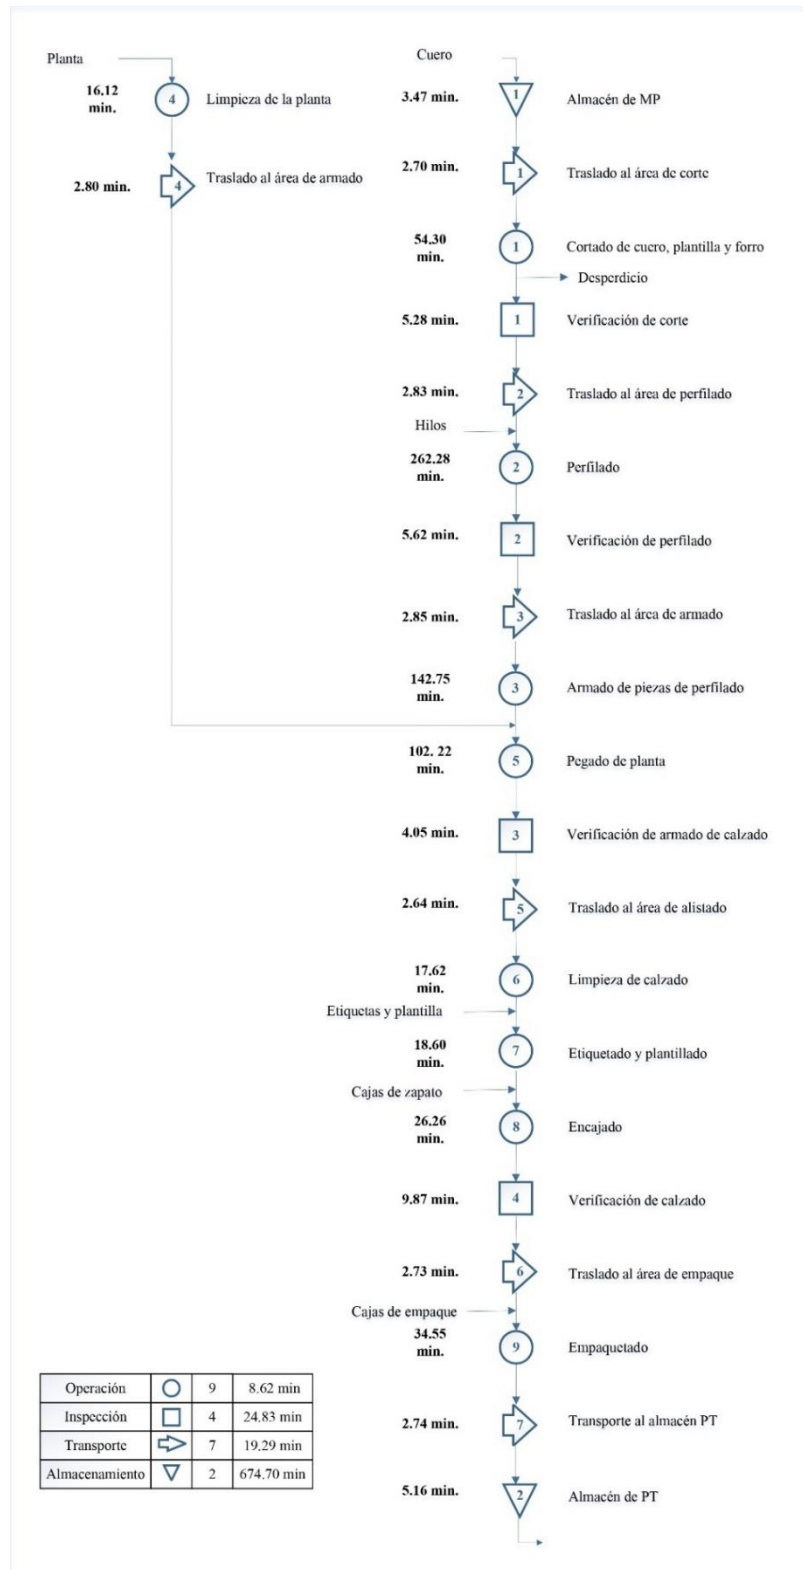 Planta
16.12
min.
4
Limpieza de la planta
2.80 min.
4
Traslado al área de armado
Cuero
3.47 min.
1
Almacén de MP
2.70 min.
1
Traslado al área de corte
54.30
min.
1
Cortado de cuero, plantilla y forro
Desperdicio
5.28 min.
1
Verificación de corte
2.83 min.
2
Traslado al área de perfilado
Hilos
262.28
min.
2
Perfilado
5.62 min.
2
Verificación de perfilado
2.85 min.
3
Traslado al área de armado
142.75
min.
3
Armado de piezas de perfilado
102. 22
min.
5
Pegado de planta
4.05 min.
3
Verificación de armado de calzado
2.64 min.
5
Traslado al área de alistado
17.62
min.
6
Limpieza de calzado
Etiquetas y plantilla
18.60
min.
7
Etiquetado y plantillado
Cajas de zapato
26.26
min.
8
Encajado
9.87 min.
4
Verificación de calzado
2.73 min.
6
Traslado al área de empaque
Cajas de empaque
34.55
min.
9
Empaquetado
2.74 min.
7
Transporte al almacén PT
5.16 min.
2
Almacén de PT
Operación 9 8.62 min
Inspección 4 24.83 min
Transporte 7 19.29 min
Almacenamiento 2 674.70 min